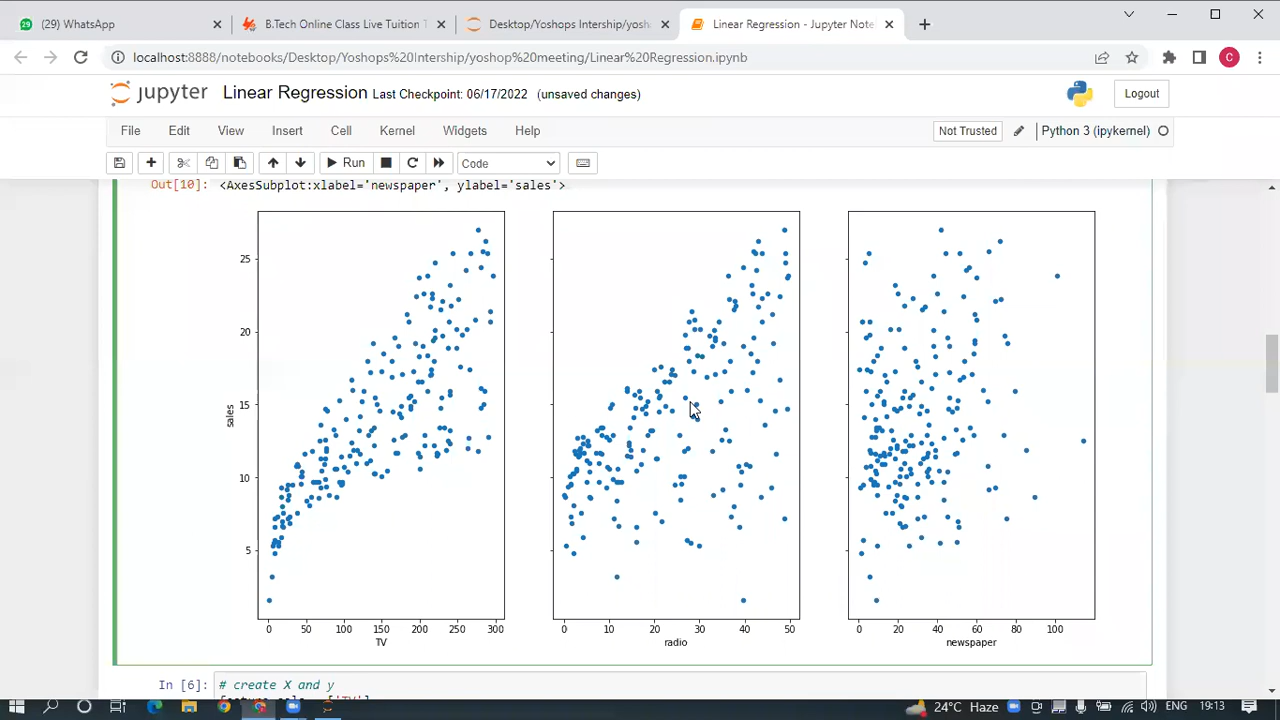 (29) WhatsApp
B.Tech Online Class Live Tuition T
Desktop/Yoshops Intership/yosh
Linear Regression - Jupyter Note
localhost:8888/notebooks/Desktop/Yoshops%20Intership/yoshop%20meeting/Linear%20Regression.ipynb
C
jupyter Linear Regression Last Checkpoint: 06/17/2022 (unsaved changes)
Logout
File Edit View Insert Cell Kernel Widgets Help
Not Trusted
Python 3 (ipykernel)
Run
Code
Out[10]: <AxesSubplot:xlabel='newspaper', ylabel='sales'>
25
20
15
10
5
sales
0 50 100 150 200 250 300
TV
0 10 20 30 40 50
radio
0 20 40 60 80 100
newspaper
In [6]: # create X and y
24°C Haze
ENG
19:13